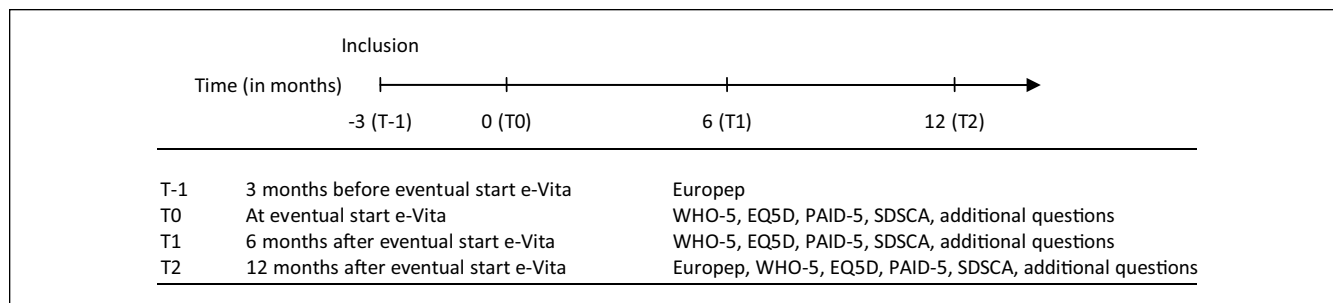 Inclusion
Time (in months)
-3 (T-1) 0 (T0) 6 (T1) 12 (T2)
T-1 3 months before eventual start e-Vita Europep
T0 At eventual start e-Vita WHO-5, EQ5D, PAID-5, SDSCA, additional questions
T1 6 months after eventual start e-Vita WHO-5, EQ5D, PAID-5, SDSCA, additional questions
T2 12 months after eventual start e-Vita Europep, WHO-5, EQ5D, PAID-5, SDSCA, additional questions